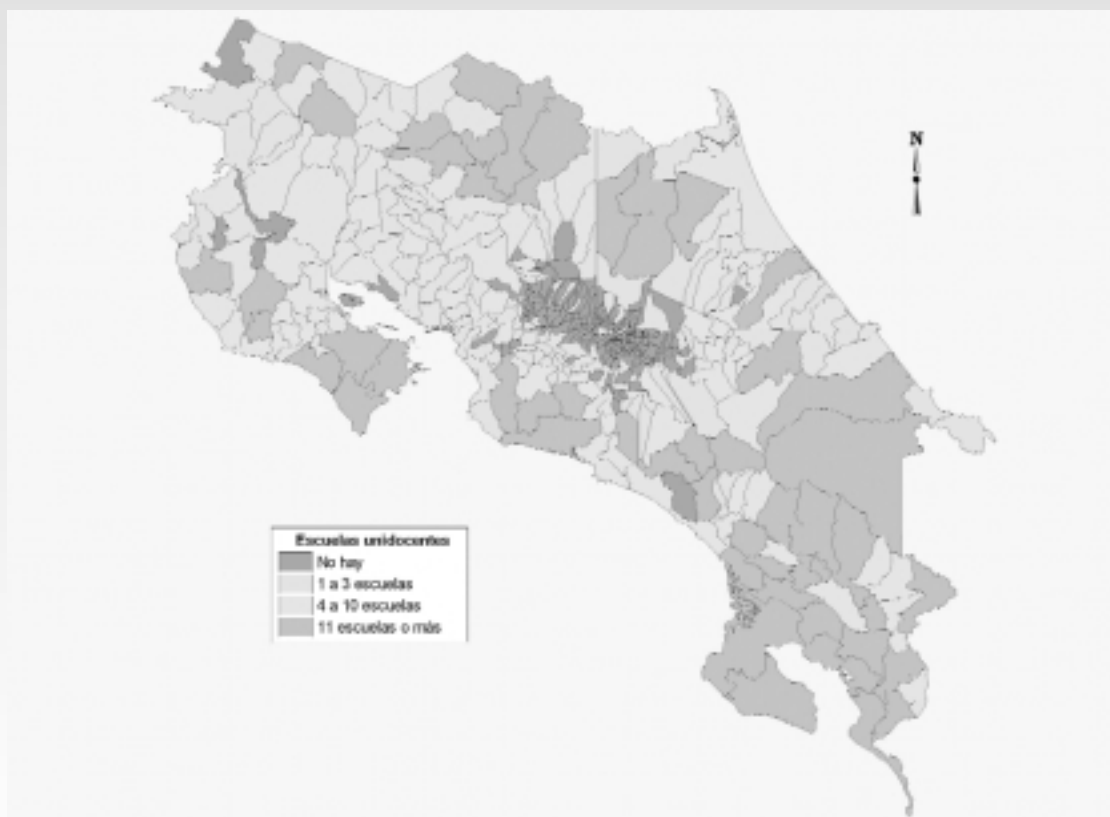 N
Escuelas unidocentes
No hay
1 a 3 escuelas
4 a 10 escuelas
11 escuelas o más